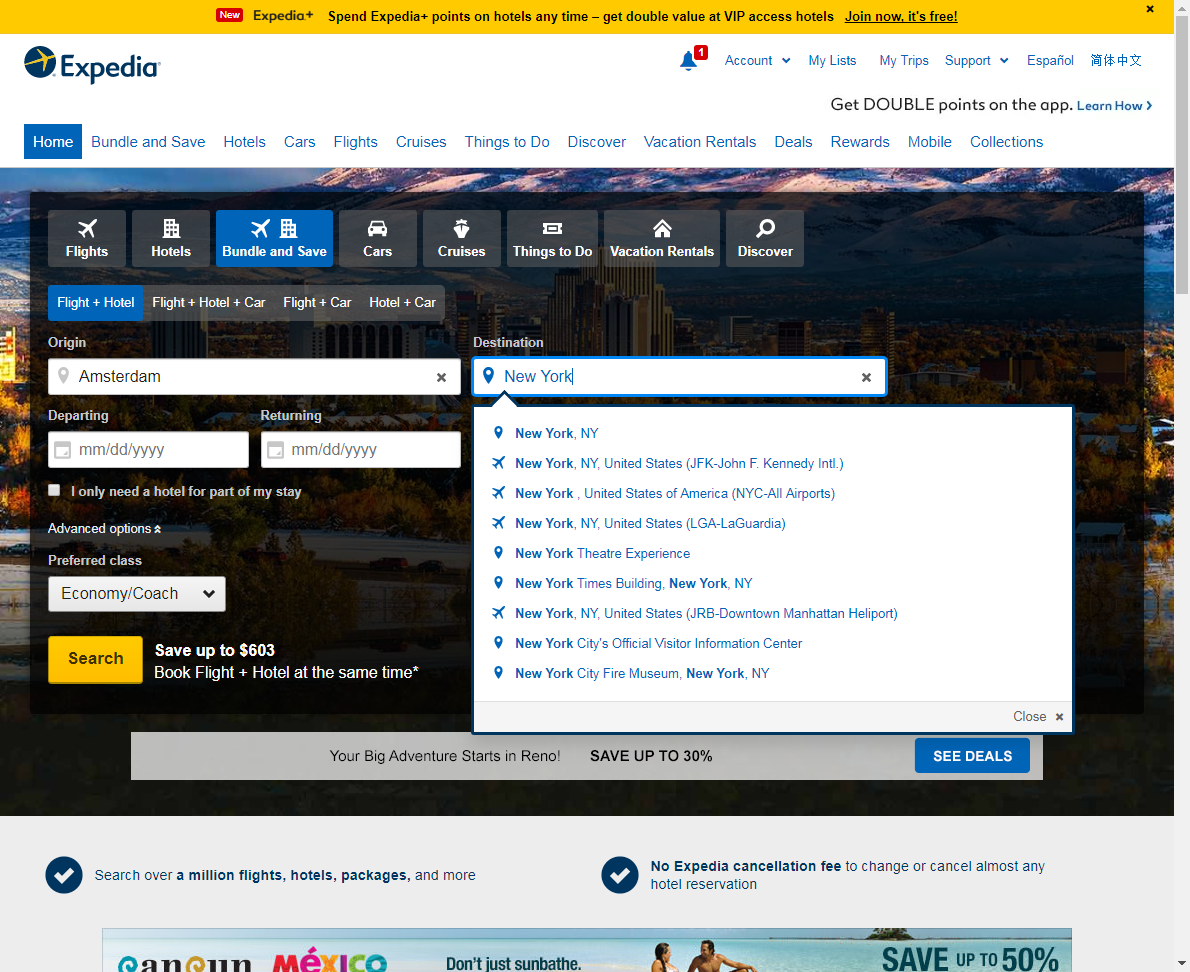 New Expedia+ Spend Expedia+ points on hotels any time – get double value at VIP access hotels Join now, it's free!
Expedia
1
Account My Lists My Trips Support Español 简体中文
Get DOUBLE points on the app. Learn How
Home Bundle and Save Hotels Cars Flights Cruises Things to Do Discover Vacation Rentals Deals Rewards Mobile Collections
Flights Hotels Bundle and Save Cars Cruises Things to Do Vacation Rentals Discover
Flight + Hotel Flight + Hotel + Car Flight + Car Hotel + Car
Origin
Amsterdam
Destination
New York
Departing
mm/dd/yyyy
Returning
mm/dd/yyyy
I only need a hotel for part of my stay
Advanced options
Preferred class
Economy/Coach
Search
Save up to $603
Book Flight + Hotel at the same time*
New York, NY
New York, NY, United States (JFK-John F. Kennedy Intl.)
New York , United States of America (NYC-All Airports)
New York, NY, United States (LGA-LaGuardia)
New York Theatre Experience
New York Times Building, New York, NY
New York, NY, United States (JRB-Downtown Manhattan Heliport)
New York City's Official Visitor Information Center
New York City Fire Museum, New York, NY
Close
Your Big Adventure Starts in Reno! SAVE UP TO 30% SEE DEALS
Search over a million flights, hotels, packages, and more
No Expedia cancellation fee to change or cancel almost any
hotel reservation
cancun MéXICO Don't just sunbathe. SAVE UP TO 50%